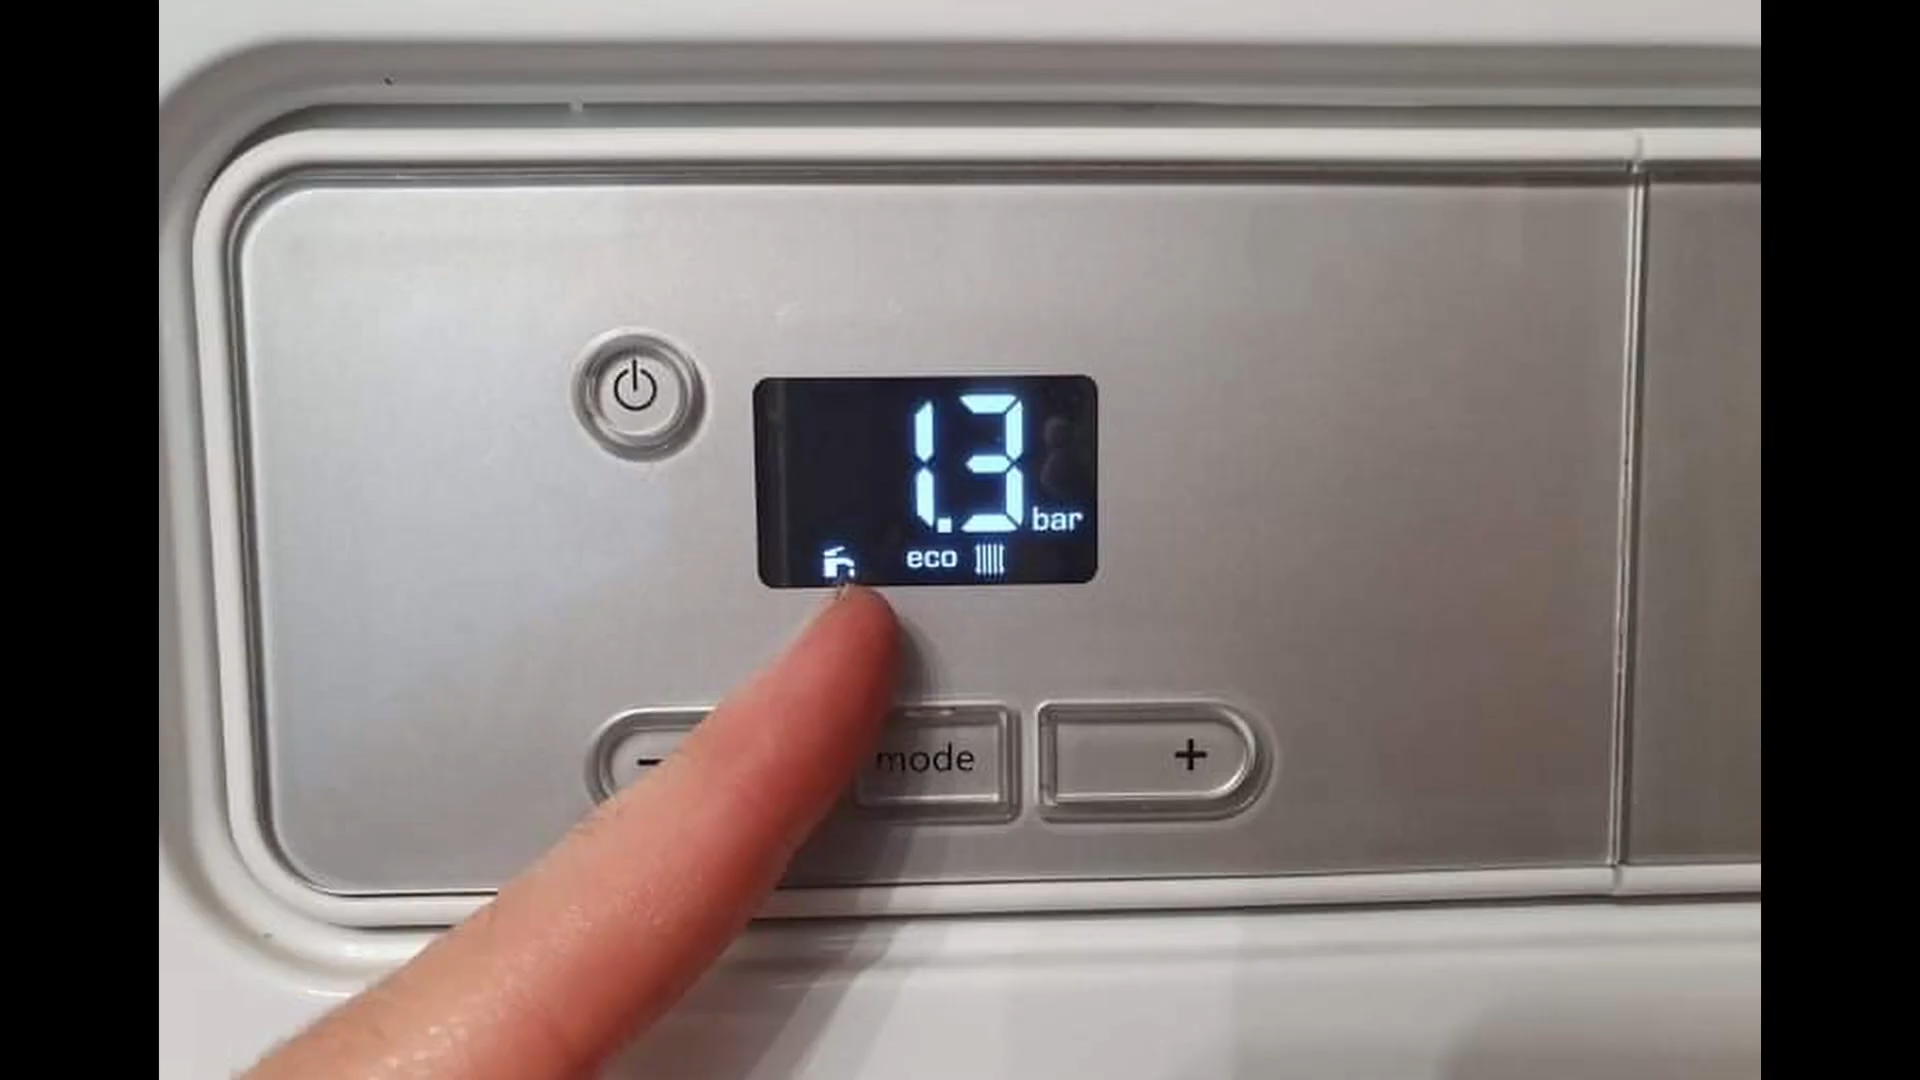 1.3 bar
eco
- mode +